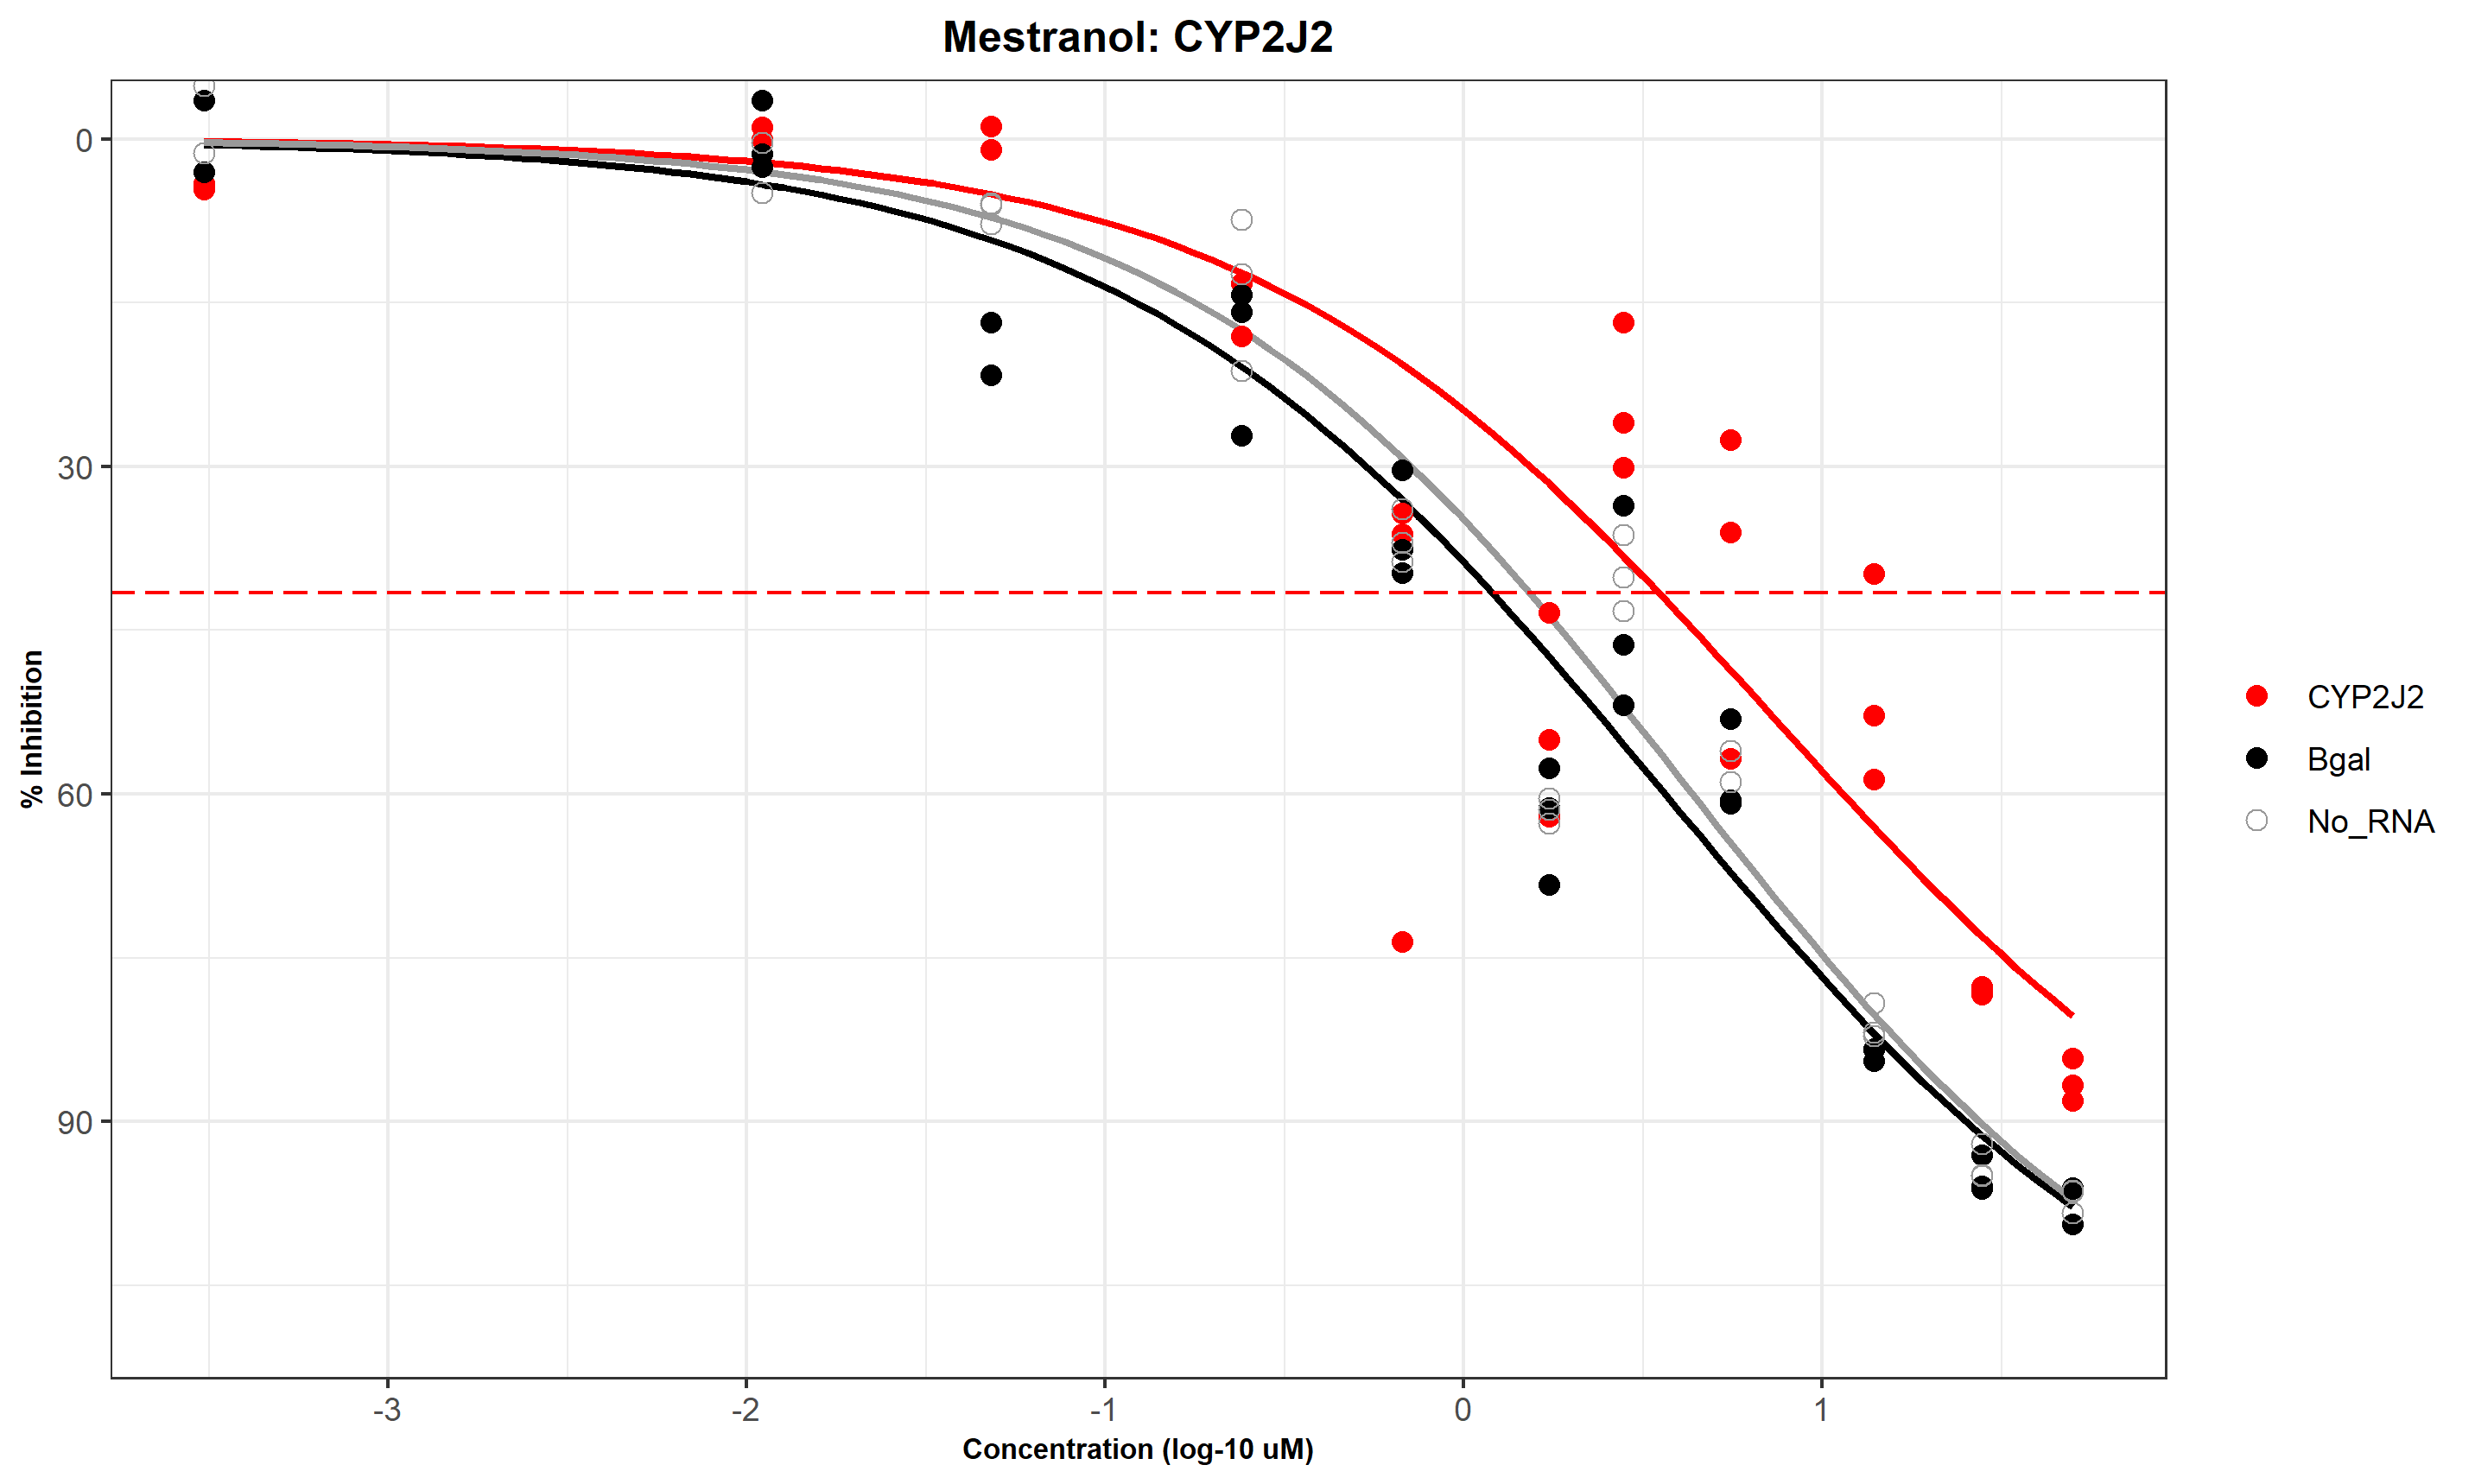 Mestranol: CYP2J2
% Inhibition
0
30
60
90
-3
-2
-1
0
1
Concentration (log-10 uM)
CYP2J2
Bgal
No_RNA